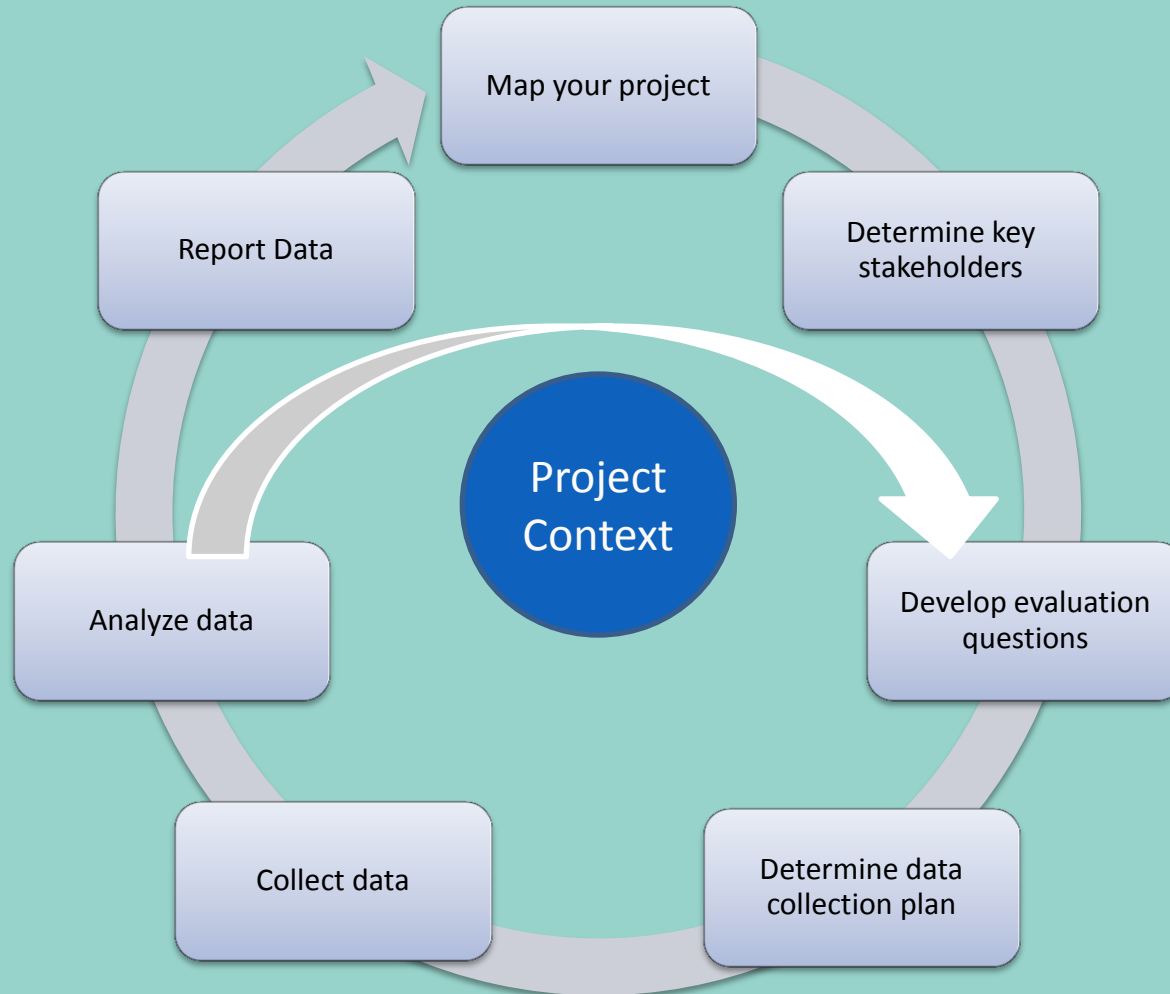 Map your project
Determine key
stakeholders
Develop evaluation
questions
Determine data
collection plan
Collect data
Analyze data
Report Data
Project
Context